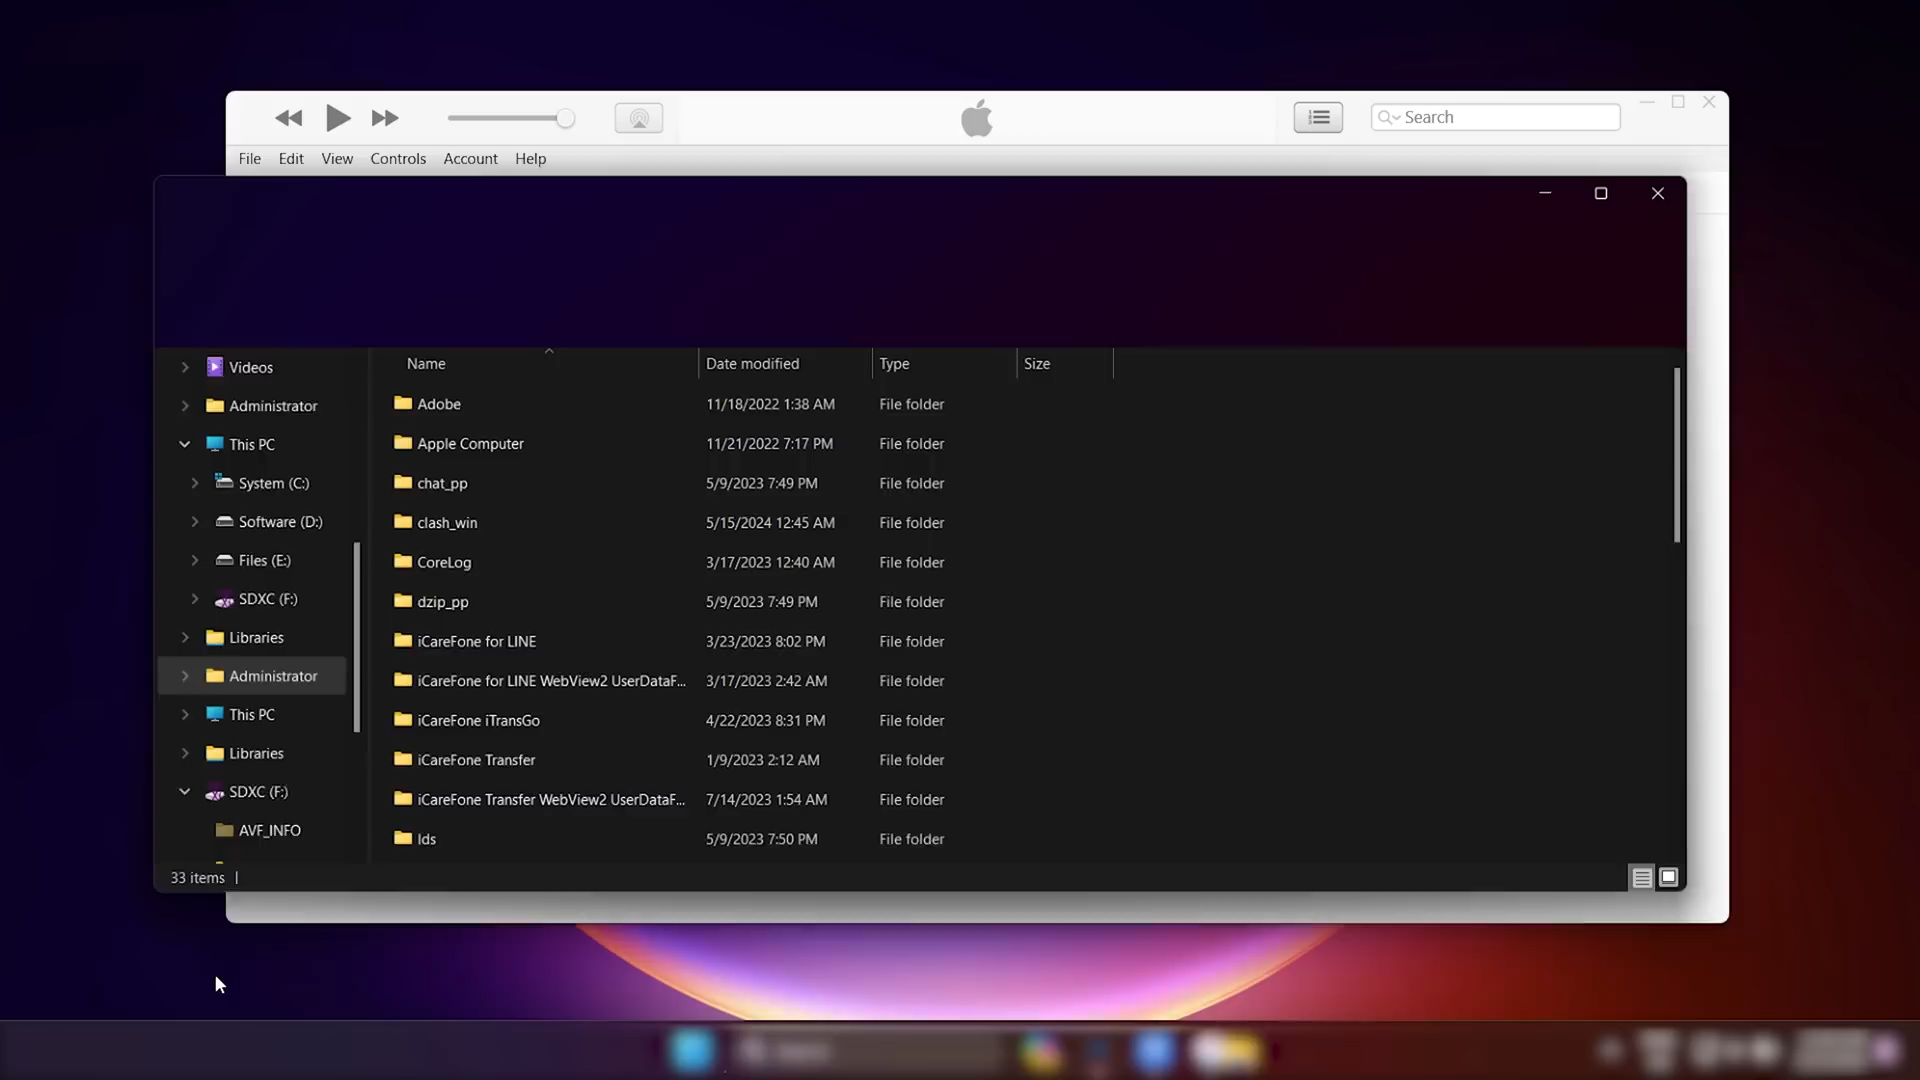 Search
File Edit View Controls Account Help
Name Date modified Type Size
Videos
Administrator
This PC
System (C:)
Software (D:)
Files (E:)
SDXC (F:)
Libraries
Administrator
This PC
Libraries
SDXC (F:)
AVF_INFO
Adobe 11/18/2022 1:38 AM File folder
Apple Computer 11/21/2022 7:17 PM File folder
chat_pp 5/9/2023 7:49 PM File folder
clash_win 5/15/2024 12:45 AM File folder
CoreLog 3/17/2023 12:40 AM File folder
dzip_pp 5/9/2023 7:49 PM File folder
iCareFone for LINE 3/23/2023 8:02 PM File folder
iCareFone for LINE WebView2 UserDataF... 3/17/2023 2:42 AM File folder
iCareFone iTransGo 4/22/2023 8:31 PM File folder
iCareFone Transfer 1/9/2023 2:12 AM File folder
iCareFone Transfer WebView2 UserDataF... 7/14/2023 1:54 AM File folder
lds 5/9/2023 7:50 PM File folder
33 items